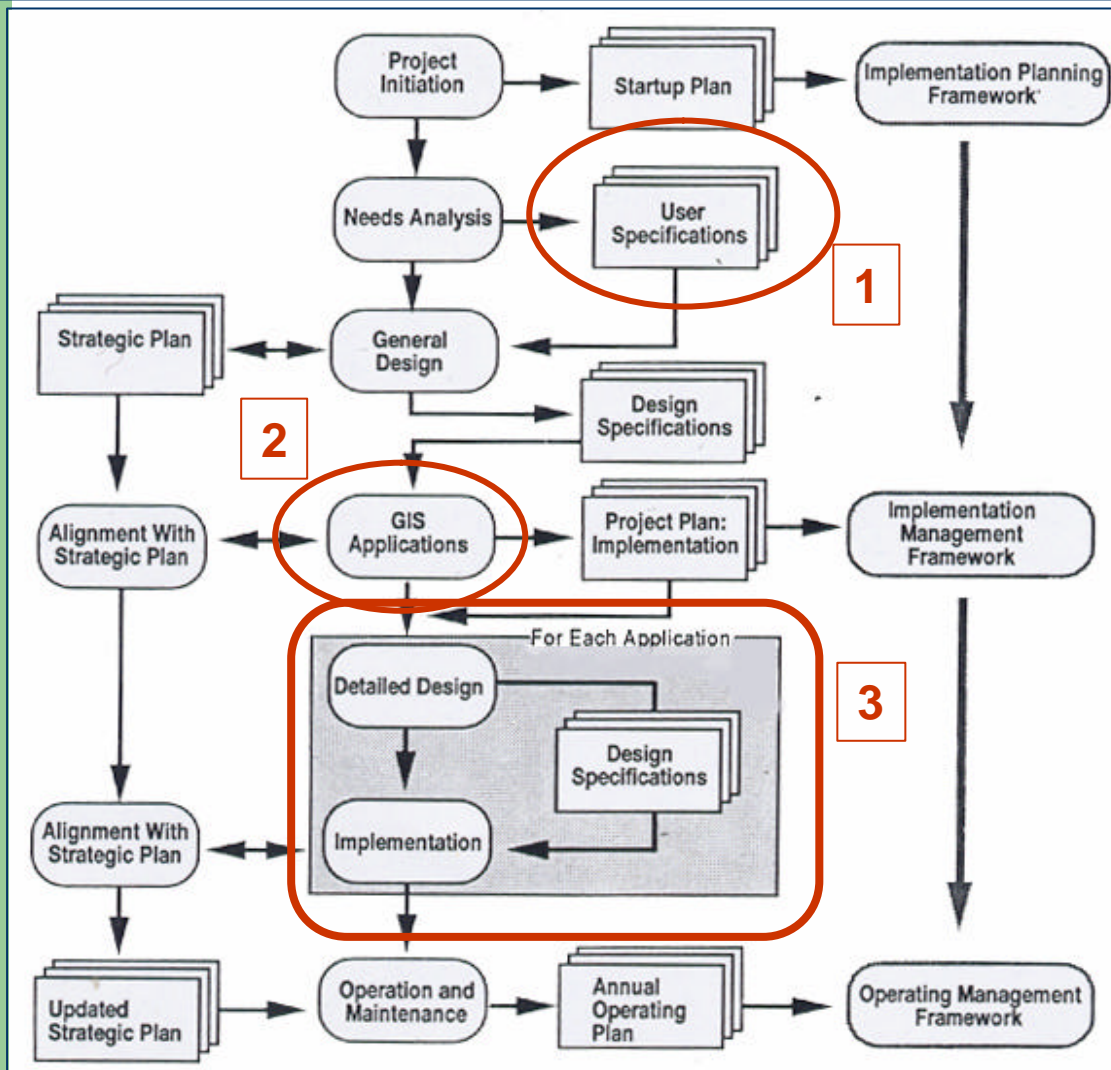 Project
Initiation
Startup Plan
Implementation Planning
Framework
Needs Analysis
User
Specifications
1
Strategic Plan
General
Design
Design
Specifications
2
Alignment With
Strategic Plan
GIS
Applications
Project Plan:
Implementation
Implementation
Management
Framework
For Each Application
Detailed Design
3
Design
Specifications
Alignment With
Strategic Plan
Implementation
Updated
Strategic Plan
Operation and
Maintenance
Annual
Operating
Plan
Operating Management
Framework